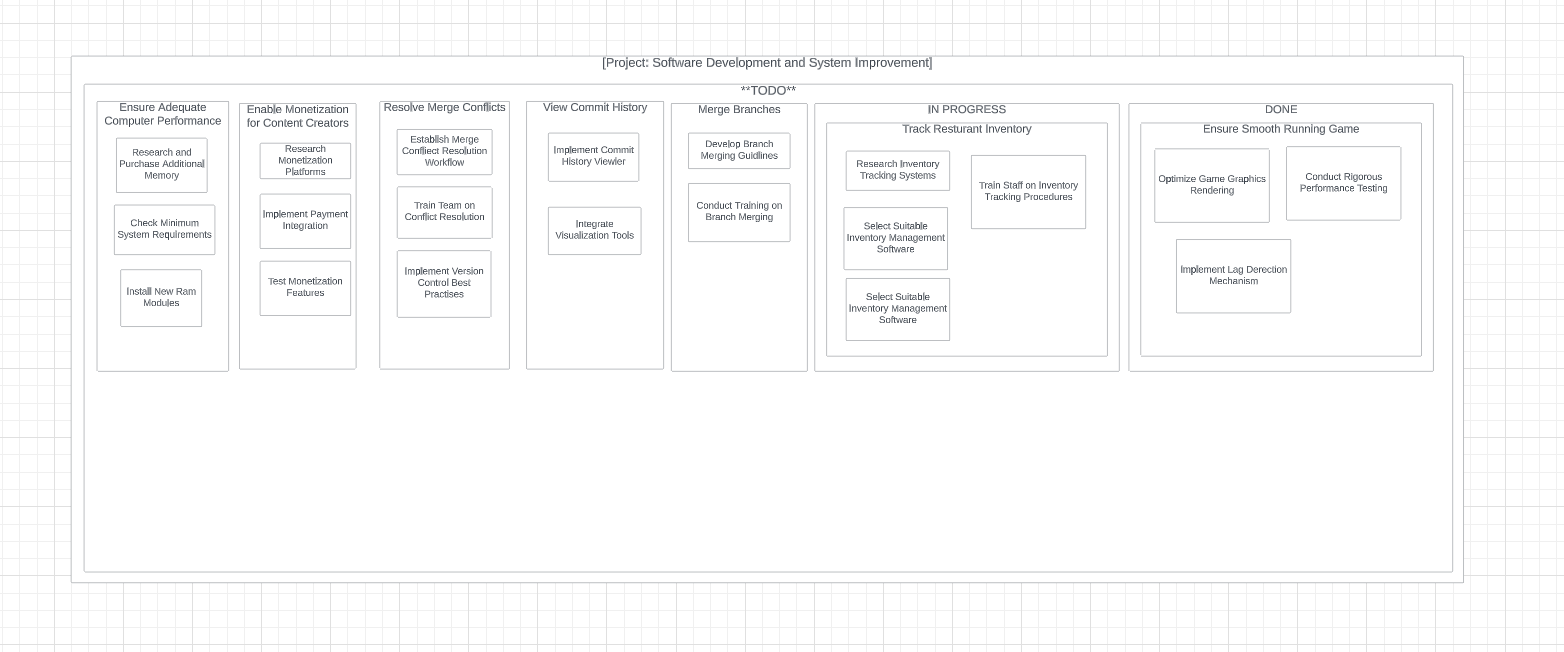 [Project: Software Development and System Improvement]
**TODO**
Ensure Adequate
Computer Performance
Research and
Purchase Additional
Memory
Check Minimum
System Requirements
Install New Ram
Modules
Enable Monetization
for Content Creators
Research
Monetization
Platforms
Implement Payment
Integration
Test Monetization
Features
Resolve Merge Conflicts
Establish Merge
Confliect Resolution
Workflow
Train Team on
Conflict Resolution
Implement Version
Control Best
Practises
View Commit History
Implement Commit
History Viewler
Integrate
Visualization Tools
Merge Branches
Develop Branch
Merging Guidlines
Conduct Training on
Branch Merging
IN PROGRESS
Track Resturant Inventory
Research Inventory
Tracking Systems
Train Staff on Inventory
Tracking Procedures
Select Suitable
Inventory Management
Software
Select Suitable
Inventory Management
Software
DONE
Ensure Smooth Running Game
Optimize Game Graphics
Rendering
Conduct Rigorous
Performance Testing
Implement Lag Derection
Mechanism